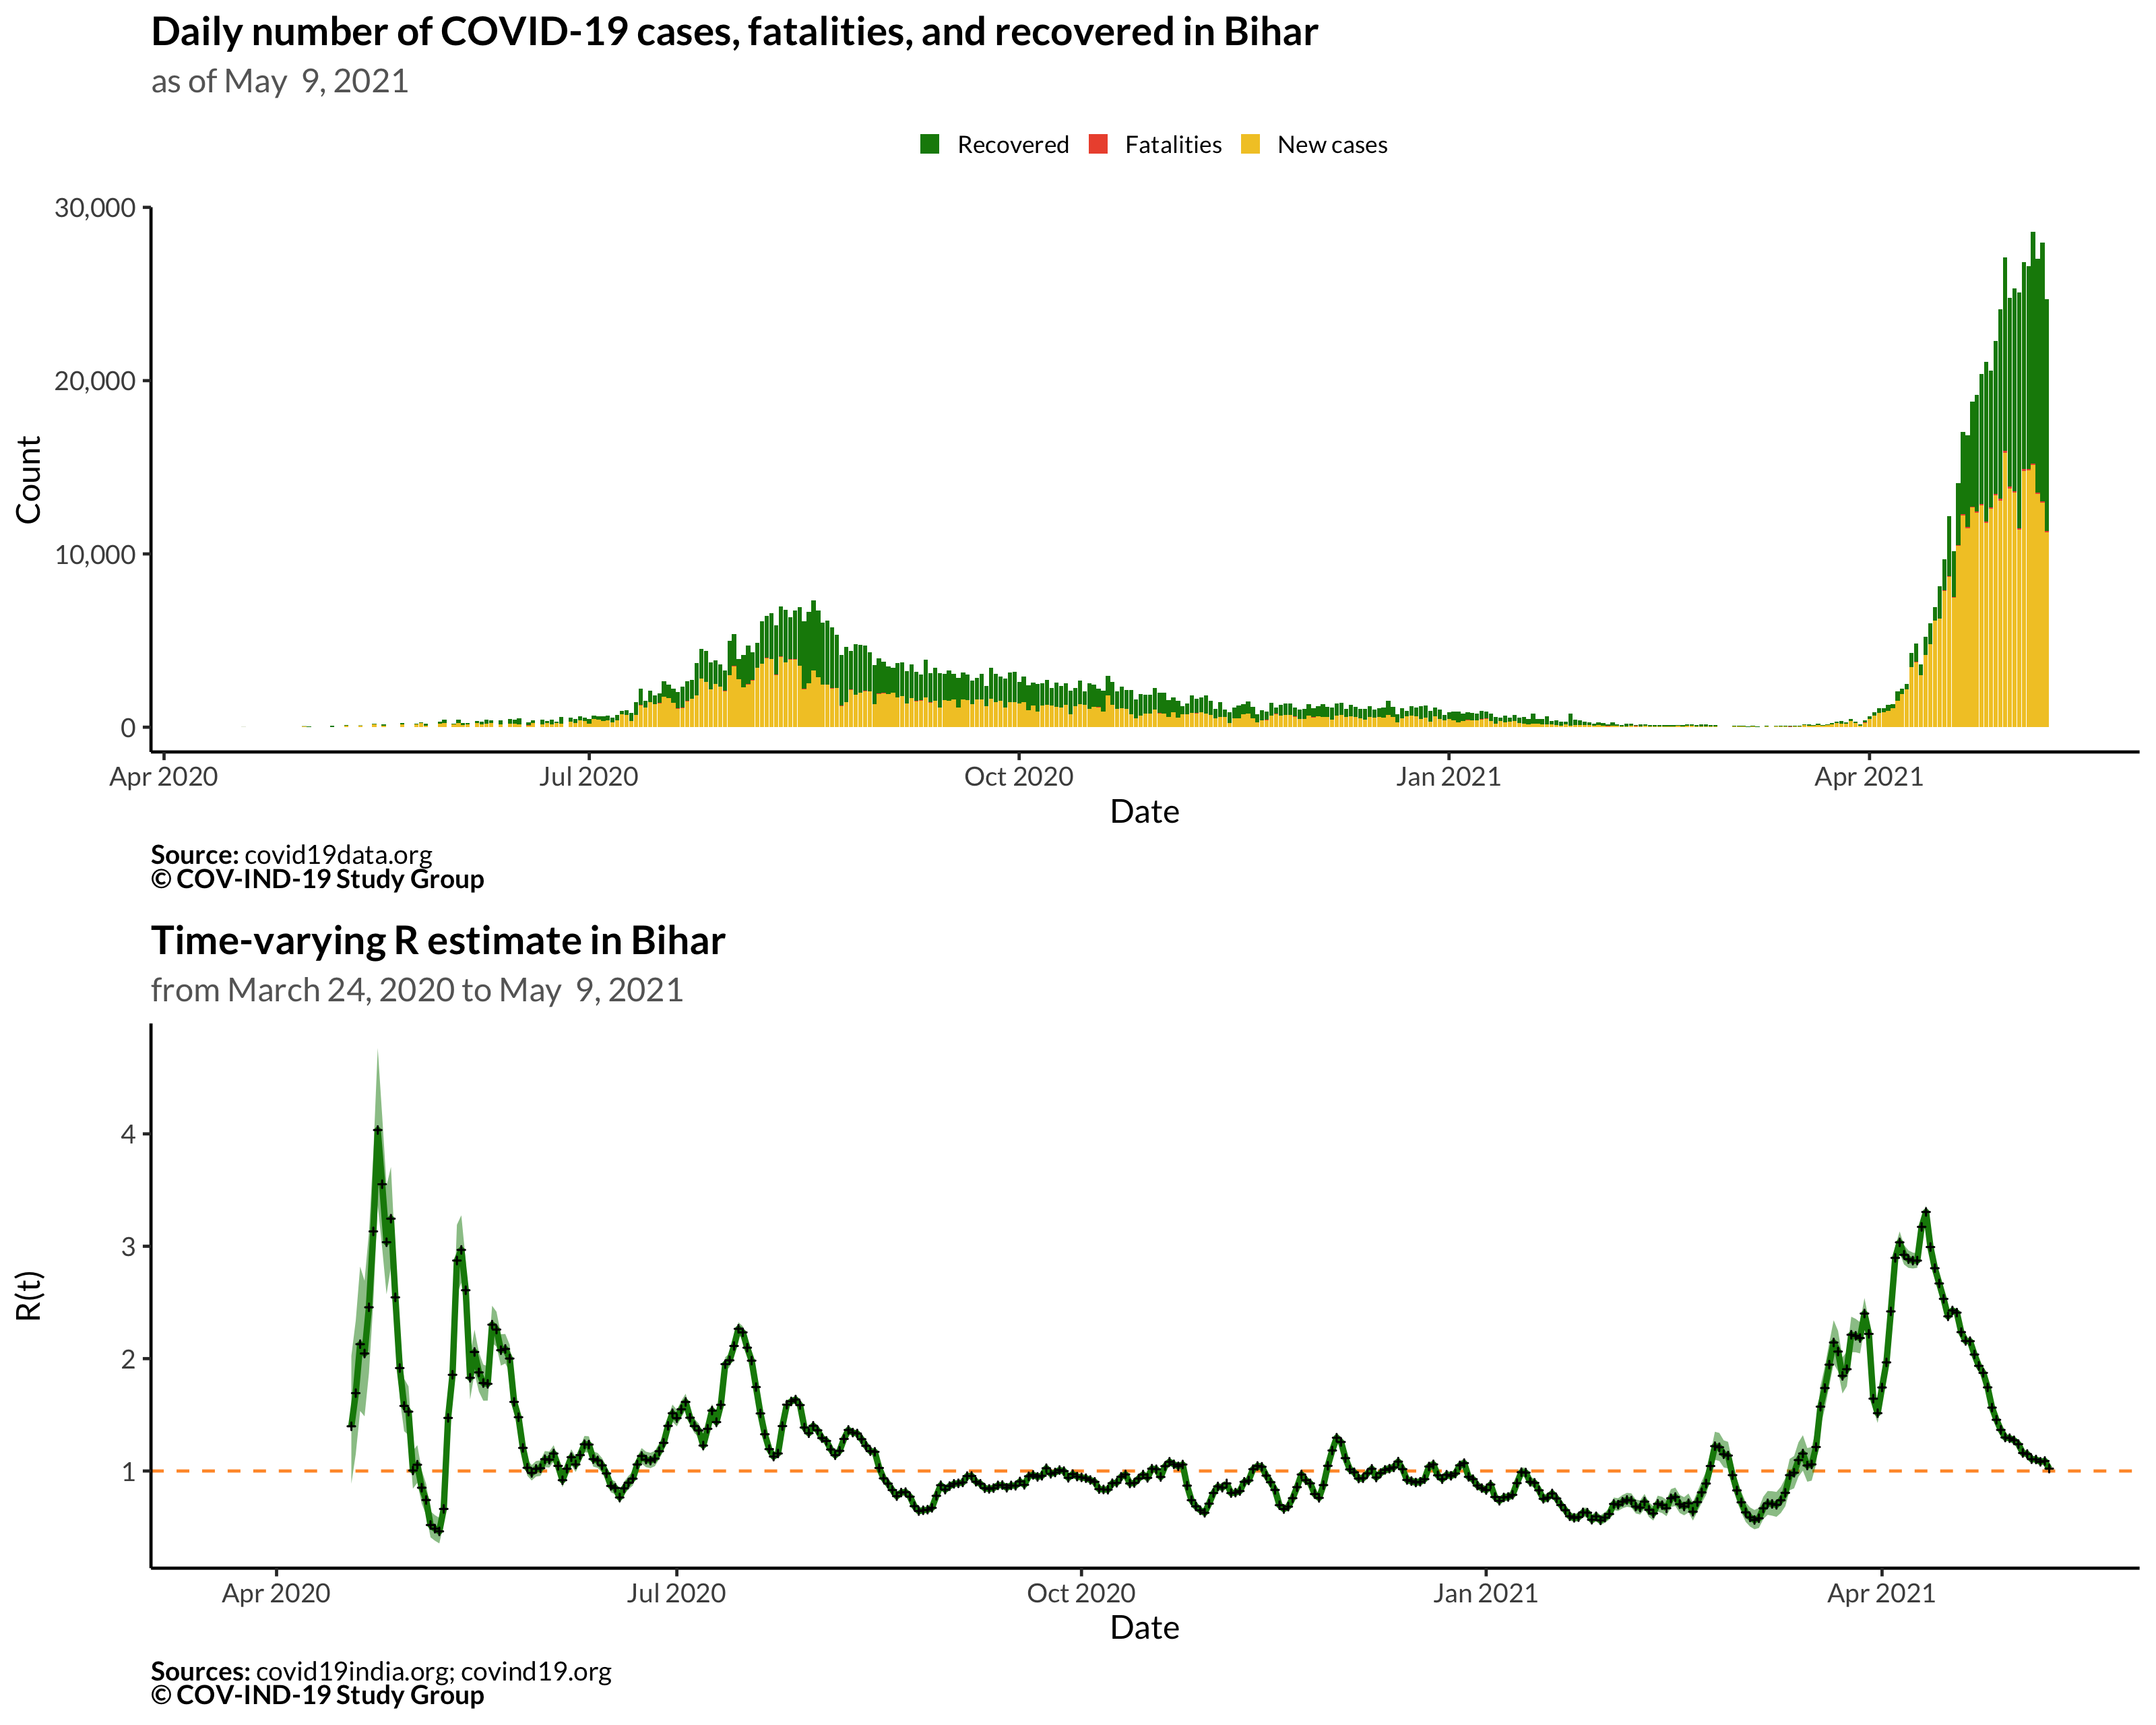 Daily number of COVID-19 cases, fatalities, and recovered in Bihar
as of May  9, 2021
Recovered Fatalities New cases
30,000
20,000
10,000
0
Count
Apr 2020 Jul 2020 Oct 2020 Jan 2021 Apr 2021
Date
Source: covid19data.org
© COV-IND-19 Study Group
Time-varying R estimate in Bihar
from March 24, 2020 to May  9, 2021
4
3
2
1
R(t)
Apr 2020 Jul 2020 Oct 2020 Jan 2021 Apr 2021
Date
Sources: covid19india.org; covind19.org
© COV-IND-19 Study Group